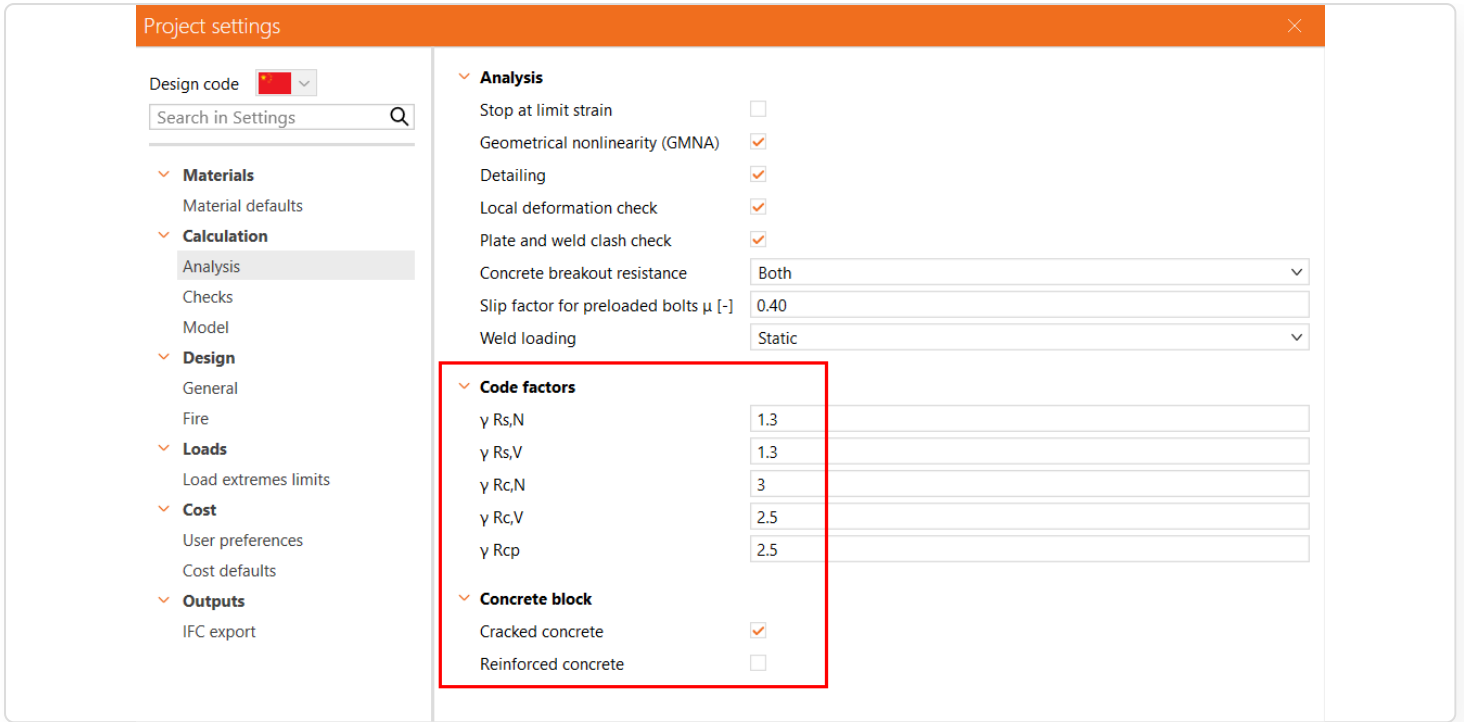 Project settings
Design code
Search in Settings
Materials
Material defaults
Calculation
Analysis
Checks
Model
Design
General
Fire
Loads
Load extremes limits
Cost
User preferences
Cost defaults
Outputs
IFC export
Analysis
Stop at limit strain
Geometrical nonlinearity (GMNA)
Detailing
Local deformation check
Plate and weld clash check
Concrete breakout resistance Both
Slip factor for preloaded bolts µ [-] 0.40
Weld loading Static
Code factors
γ Rs,N 1.3
γ Rs,V 1.3
γ Rc,N 3
γ Rc,V 2.5
γ Rcp 2.5
Concrete block
Cracked concrete
Reinforced concrete